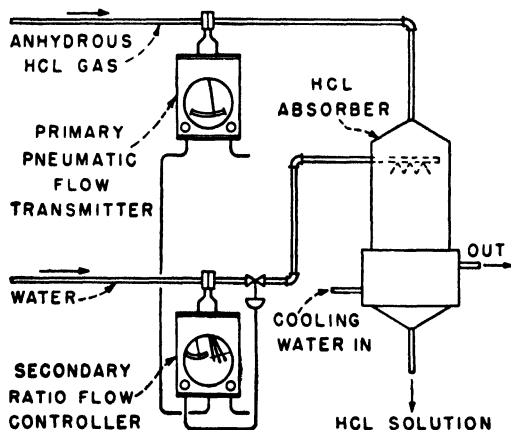 ANHYDROUS
HCL GAS
PRIMARY
PNEUMATIC
FLOW
TRANSMITTER
HCL
ABSORBER
OUT
WATER
COOLING
WATER IN
SECONDARY
RATIO FLOW
CONTROLLER
HCL SOLUTION